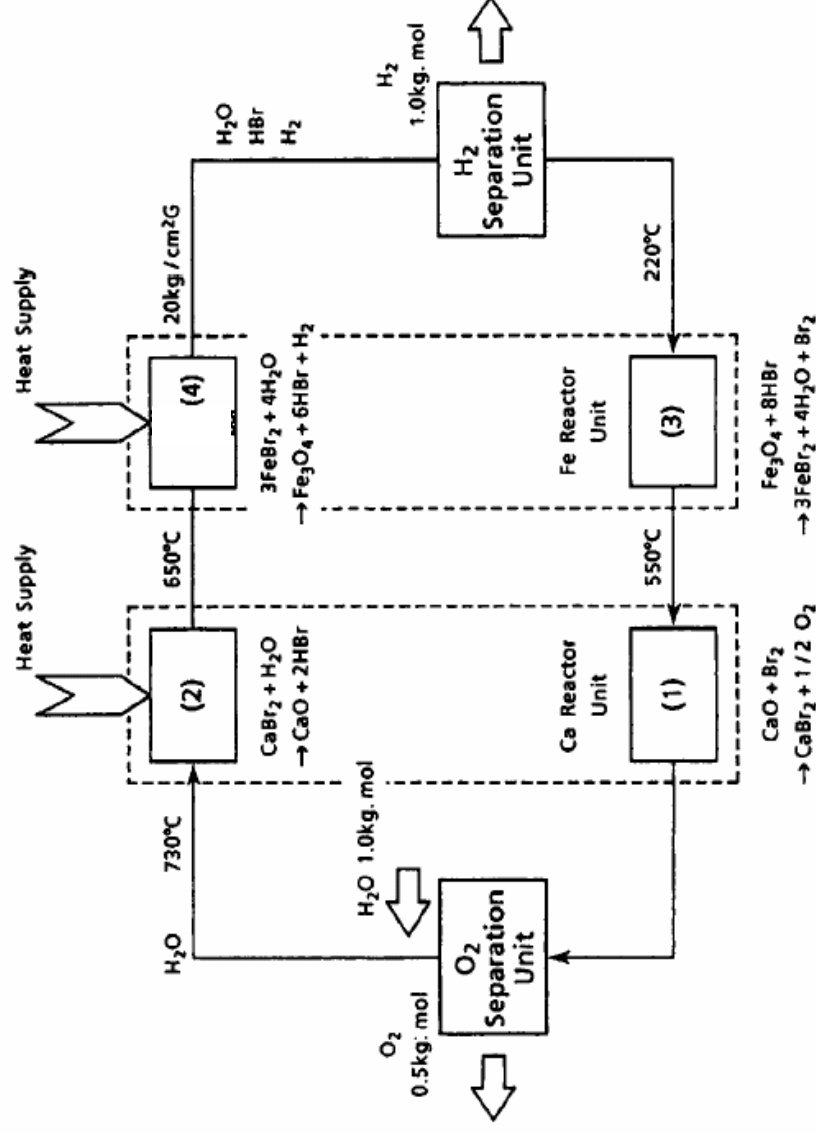 Heat Supply
Heat Supply
H₂O
730°C
(2)
650°C
(4)
20kg / cm²G
CaBr₂ + H₂O
→ CaO + 2HBr
3FeBr₂ + 4H₂O
→ Fe₃O₄ + 6HBr + H₂
H₂O
HBr
H₂
H₂O 1.0kg. mol
O₂
0.5kg. mol
O₂
Separation
Unit
H₂
Separation
Unit
H₂
1.0kg. mol
Ca Reactor
Unit
Fe Reactor
Unit
(1)
550°C
(3)
220°C
CaO + Br₂
→ CaBr₂ + 1 / 2 O₂
Fe₃O₄ + 8HBr
→ 3FeBr₂ + 4H₂O + Br₂